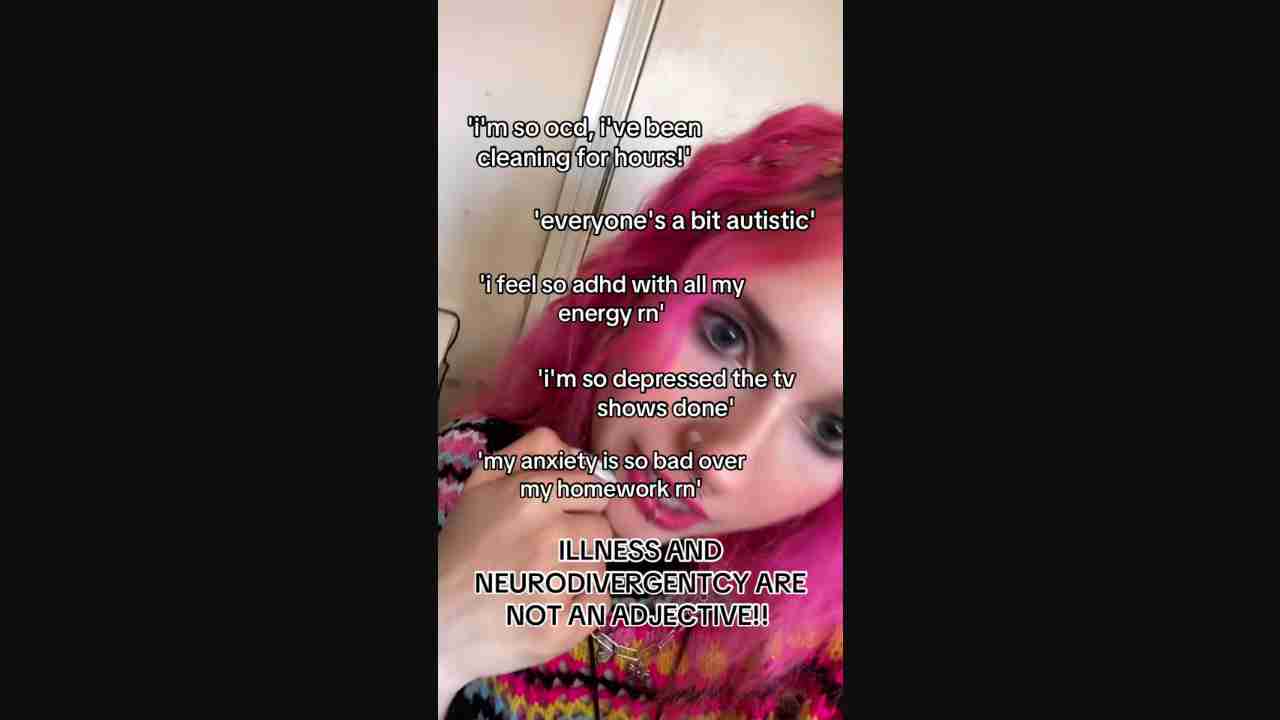 'i'm so ocd, i've been
cleaning for hours!'
'everyone's a bit autistic'
'i feel so adhd with all my
energy rn'
'i'm so depressed the tv
shows done'
'my anxiety is so bad over
my homework rn'
ILLNESS AND
NEURODIVERGENTCY ARE
NOT AN ADJECTIVE!!